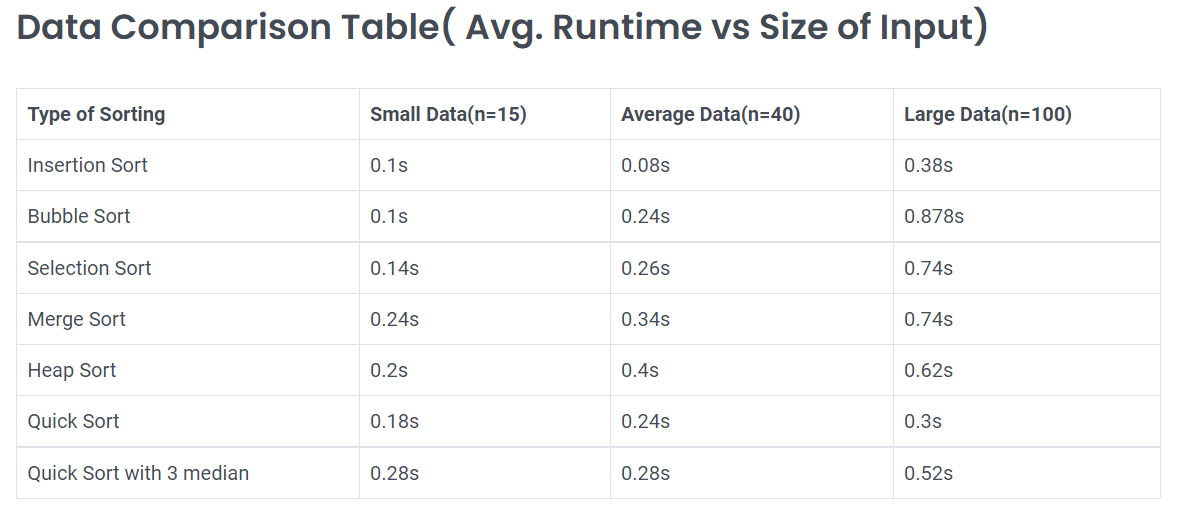 Data Comparison Table( Avg. Runtime vs Size of Input)
Type of Sorting Small Data(n=15) Average Data(n=40) Large Data(n=100)
Insertion Sort 0.1s 0.08s 0.38s
Bubble Sort 0.1s 0.24s 0.878s
Selection Sort 0.14s 0.26s 0.74s
Merge Sort 0.24s 0.34s 0.74s
Heap Sort 0.2s 0.4s 0.62s
Quick Sort 0.18s 0.24s 0.3s
Quick Sort with 3 median 0.28s 0.28s 0.52s